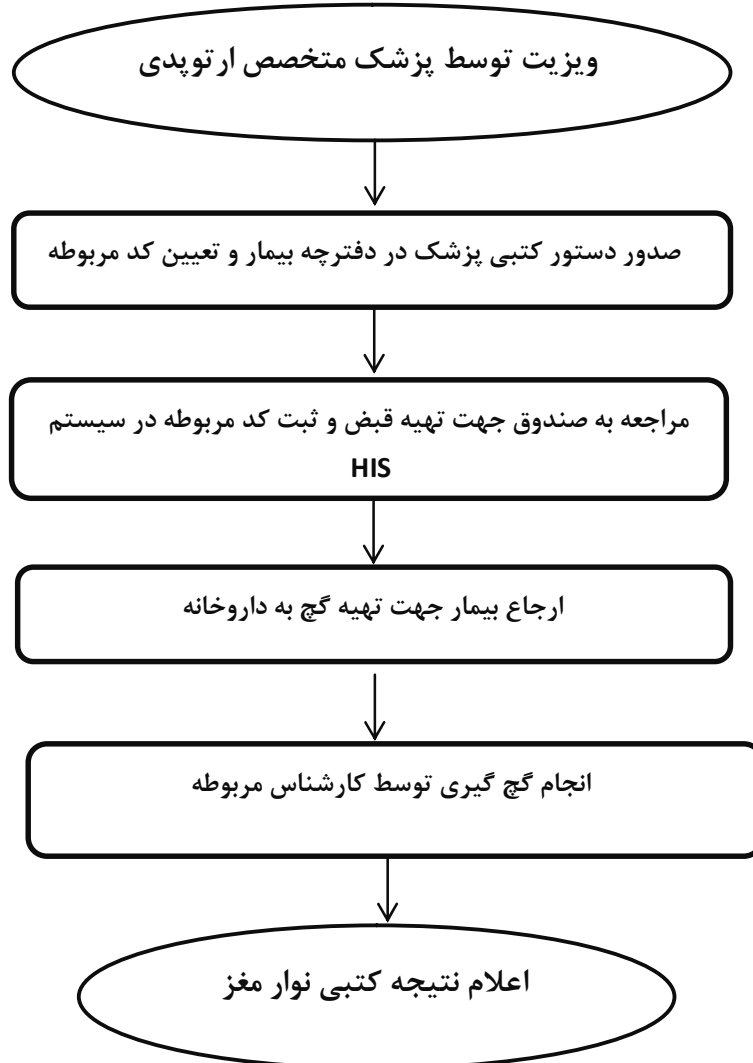 ویزیت توسط پزشک متخصص ارتوپدی
صدور دستور کتبی پزشک در دفترچه بیمار و تعیین کد مربوطه
مراجعه به صندوق جهت تهیه قبض و ثبت کد مربوطه در سیستم
HIS
ارجاع بیمار جهت تهیه گچ به داروخانه
انجام گچ گیری توسط کارشناس مربوطه
اعلام نتیجه کتبی نوار مغز